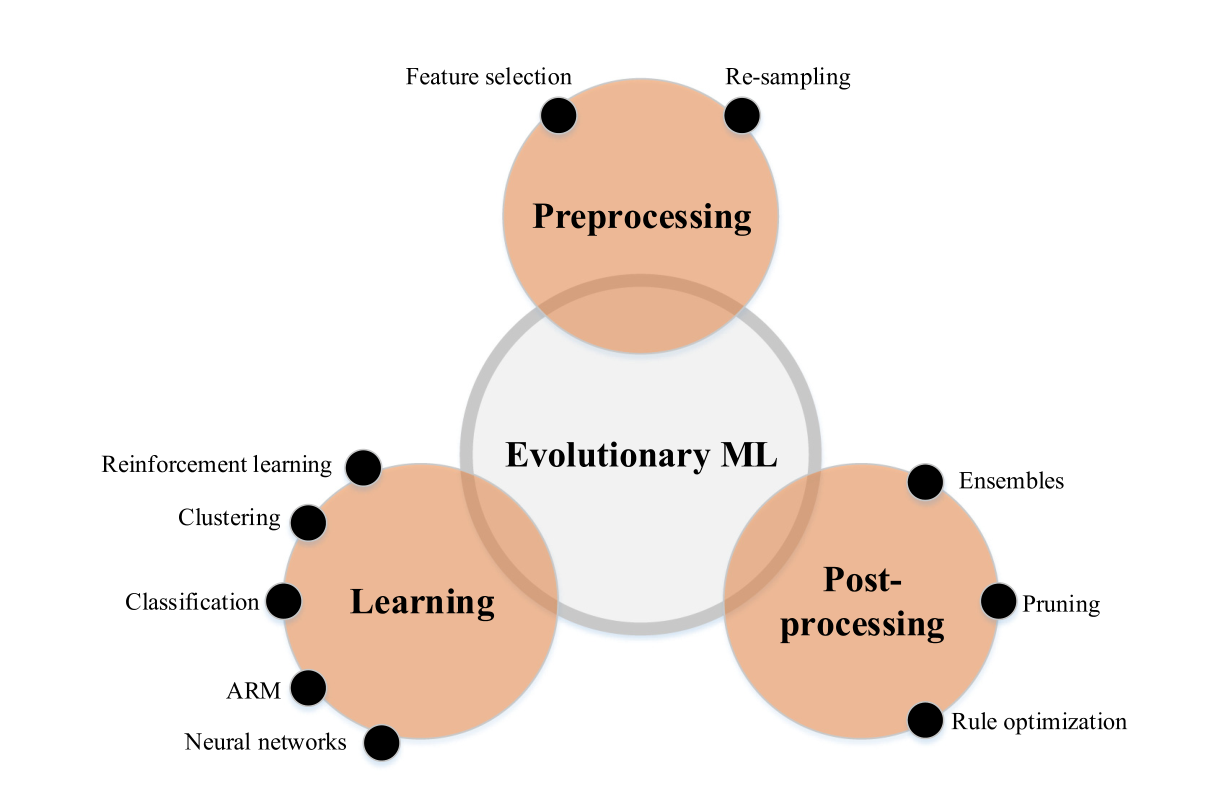 Feature selection
Re-sampling
Preprocessing
Evolutionary ML
Reinforcement learning
Clustering
Classification
ARM
Neural networks
Learning
Ensembles
Post-
processing
Pruning
Rule optimization